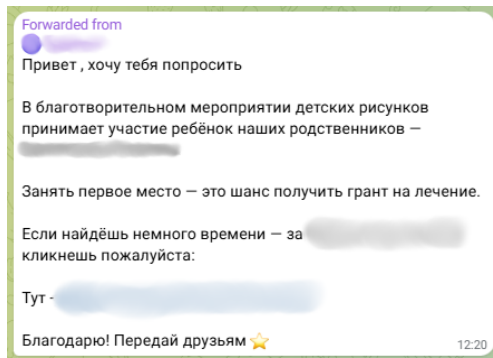 Forwarded from
Привет , хочу тебя попросить
В благотворительном мероприятии детских рисунков
принимает участие ребёнок наших родственников —
Занять первое место — это шанс получить грант на лечение.
Если найдёшь немного времени — за
кликнешь пожалуйста:
Тут -
Благодарю! Передай друзьям ⭐
12:20